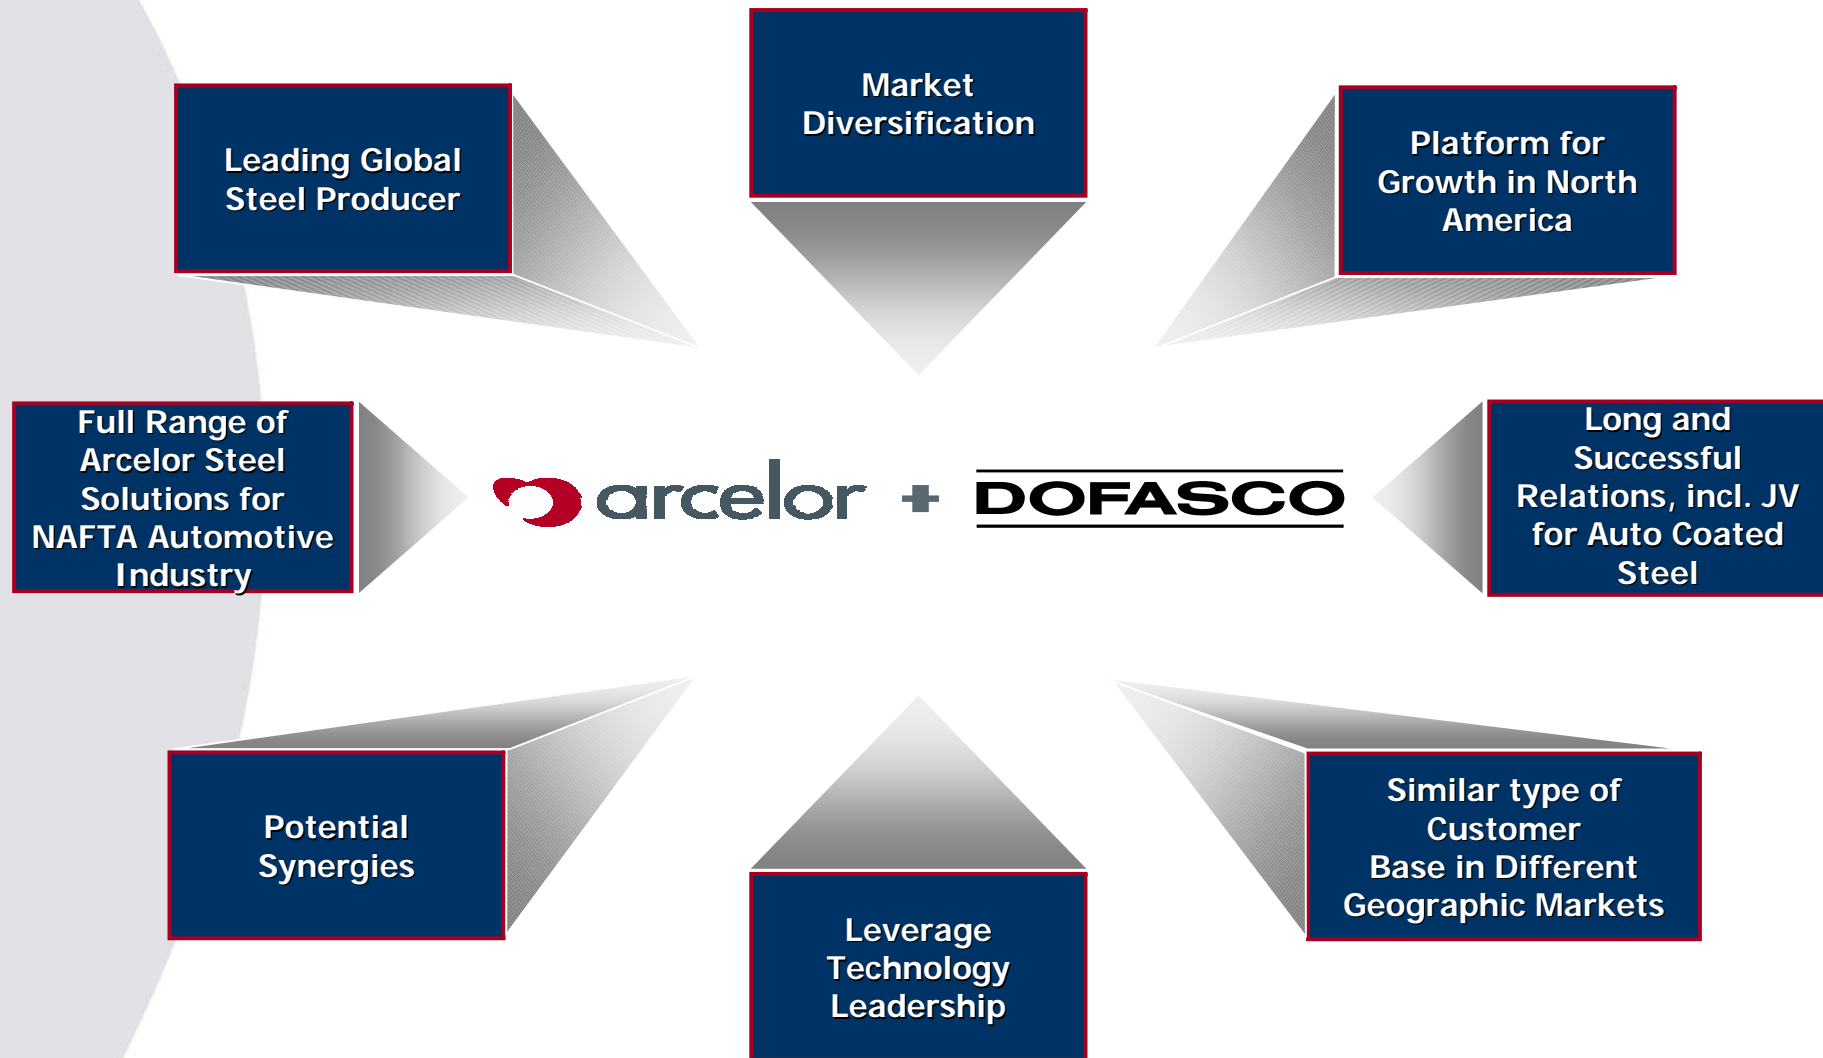 Market
Diversification
Leading Global
Steel Producer
Platform for
Growth in North
America
Full Range of
Arcelor Steel
Solutions for
NAFTA Automotive
Industry
arcelor + DOFASCO
Long and
Successful
Relations, incl. JV
for Auto Coated
Steel
Potential
Synergies
Leverage
Technology
Leadership
Similar type of
Customer
Base in Different
Geographic Markets